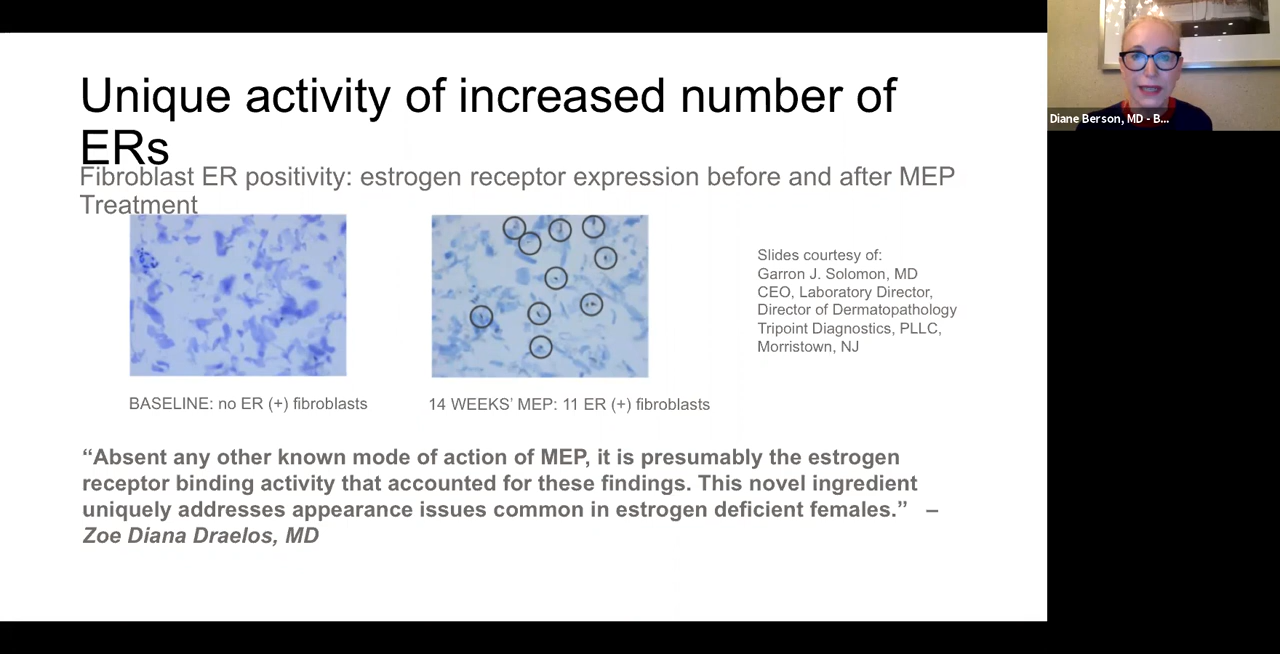 Unique activity of increased number of
ERs
Fibroblast ER positivity: estrogen receptor expression before and after MEP
Treatment
Slides courtesy of:
Garron J. Solomon, MD
CEO, Laboratory Director,
Director of Dermatopathology
Tripoint Diagnostics, PLLC,
Morristown, NJ
BASELINE: no ER (+) fibroblasts
14 WEEKS’ MEP: 11 ER (+) fibroblasts
“Absent any other known mode of action of MEP, it is presumably the estrogen
receptor binding activity that accounted for these findings. This novel ingredient
uniquely addresses appearance issues common in estrogen deficient females.” –
Zoe Diana Draelos, MD
Diane Berson, MD - B...